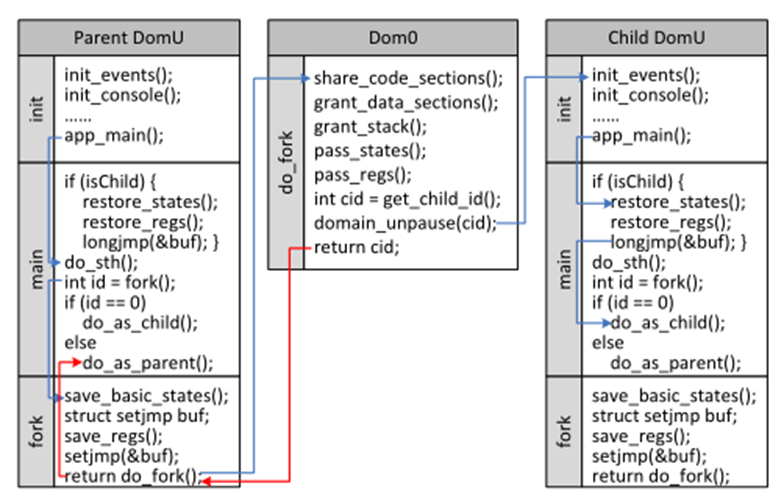 Parent DomU
init
init_events();
init_console();
......
app_main();
main
if (isChild) {
restore_states();
restore_regs();
longjmp(&buf); }
do_sth();
int id = fork();
if (id == 0)
do_as_child();
else
do_as_parent();
fork
save_basic_states();
struct setjmp buf;
save_regs();
setjmp(&buf);
return do_fork();
Dom0
do_fork
share_code_sections();
grant_data_sections();
grant_stack();
pass_states();
pass_regs();
int cid = get_child_id();
domain_unpause(cid);
return cid;
Child DomU
init
init_events();
init_console();
......
app_main();
main
if (isChild) {
restore_states();
restore_regs();
longjmp(&buf); }
do_sth();
int id = fork();
if (id == 0)
do_as_child();
else
do_as_parent();
fork
save_basic_states();
struct setjmp buf;
save_regs();
setjmp(&buf);
return do_fork();